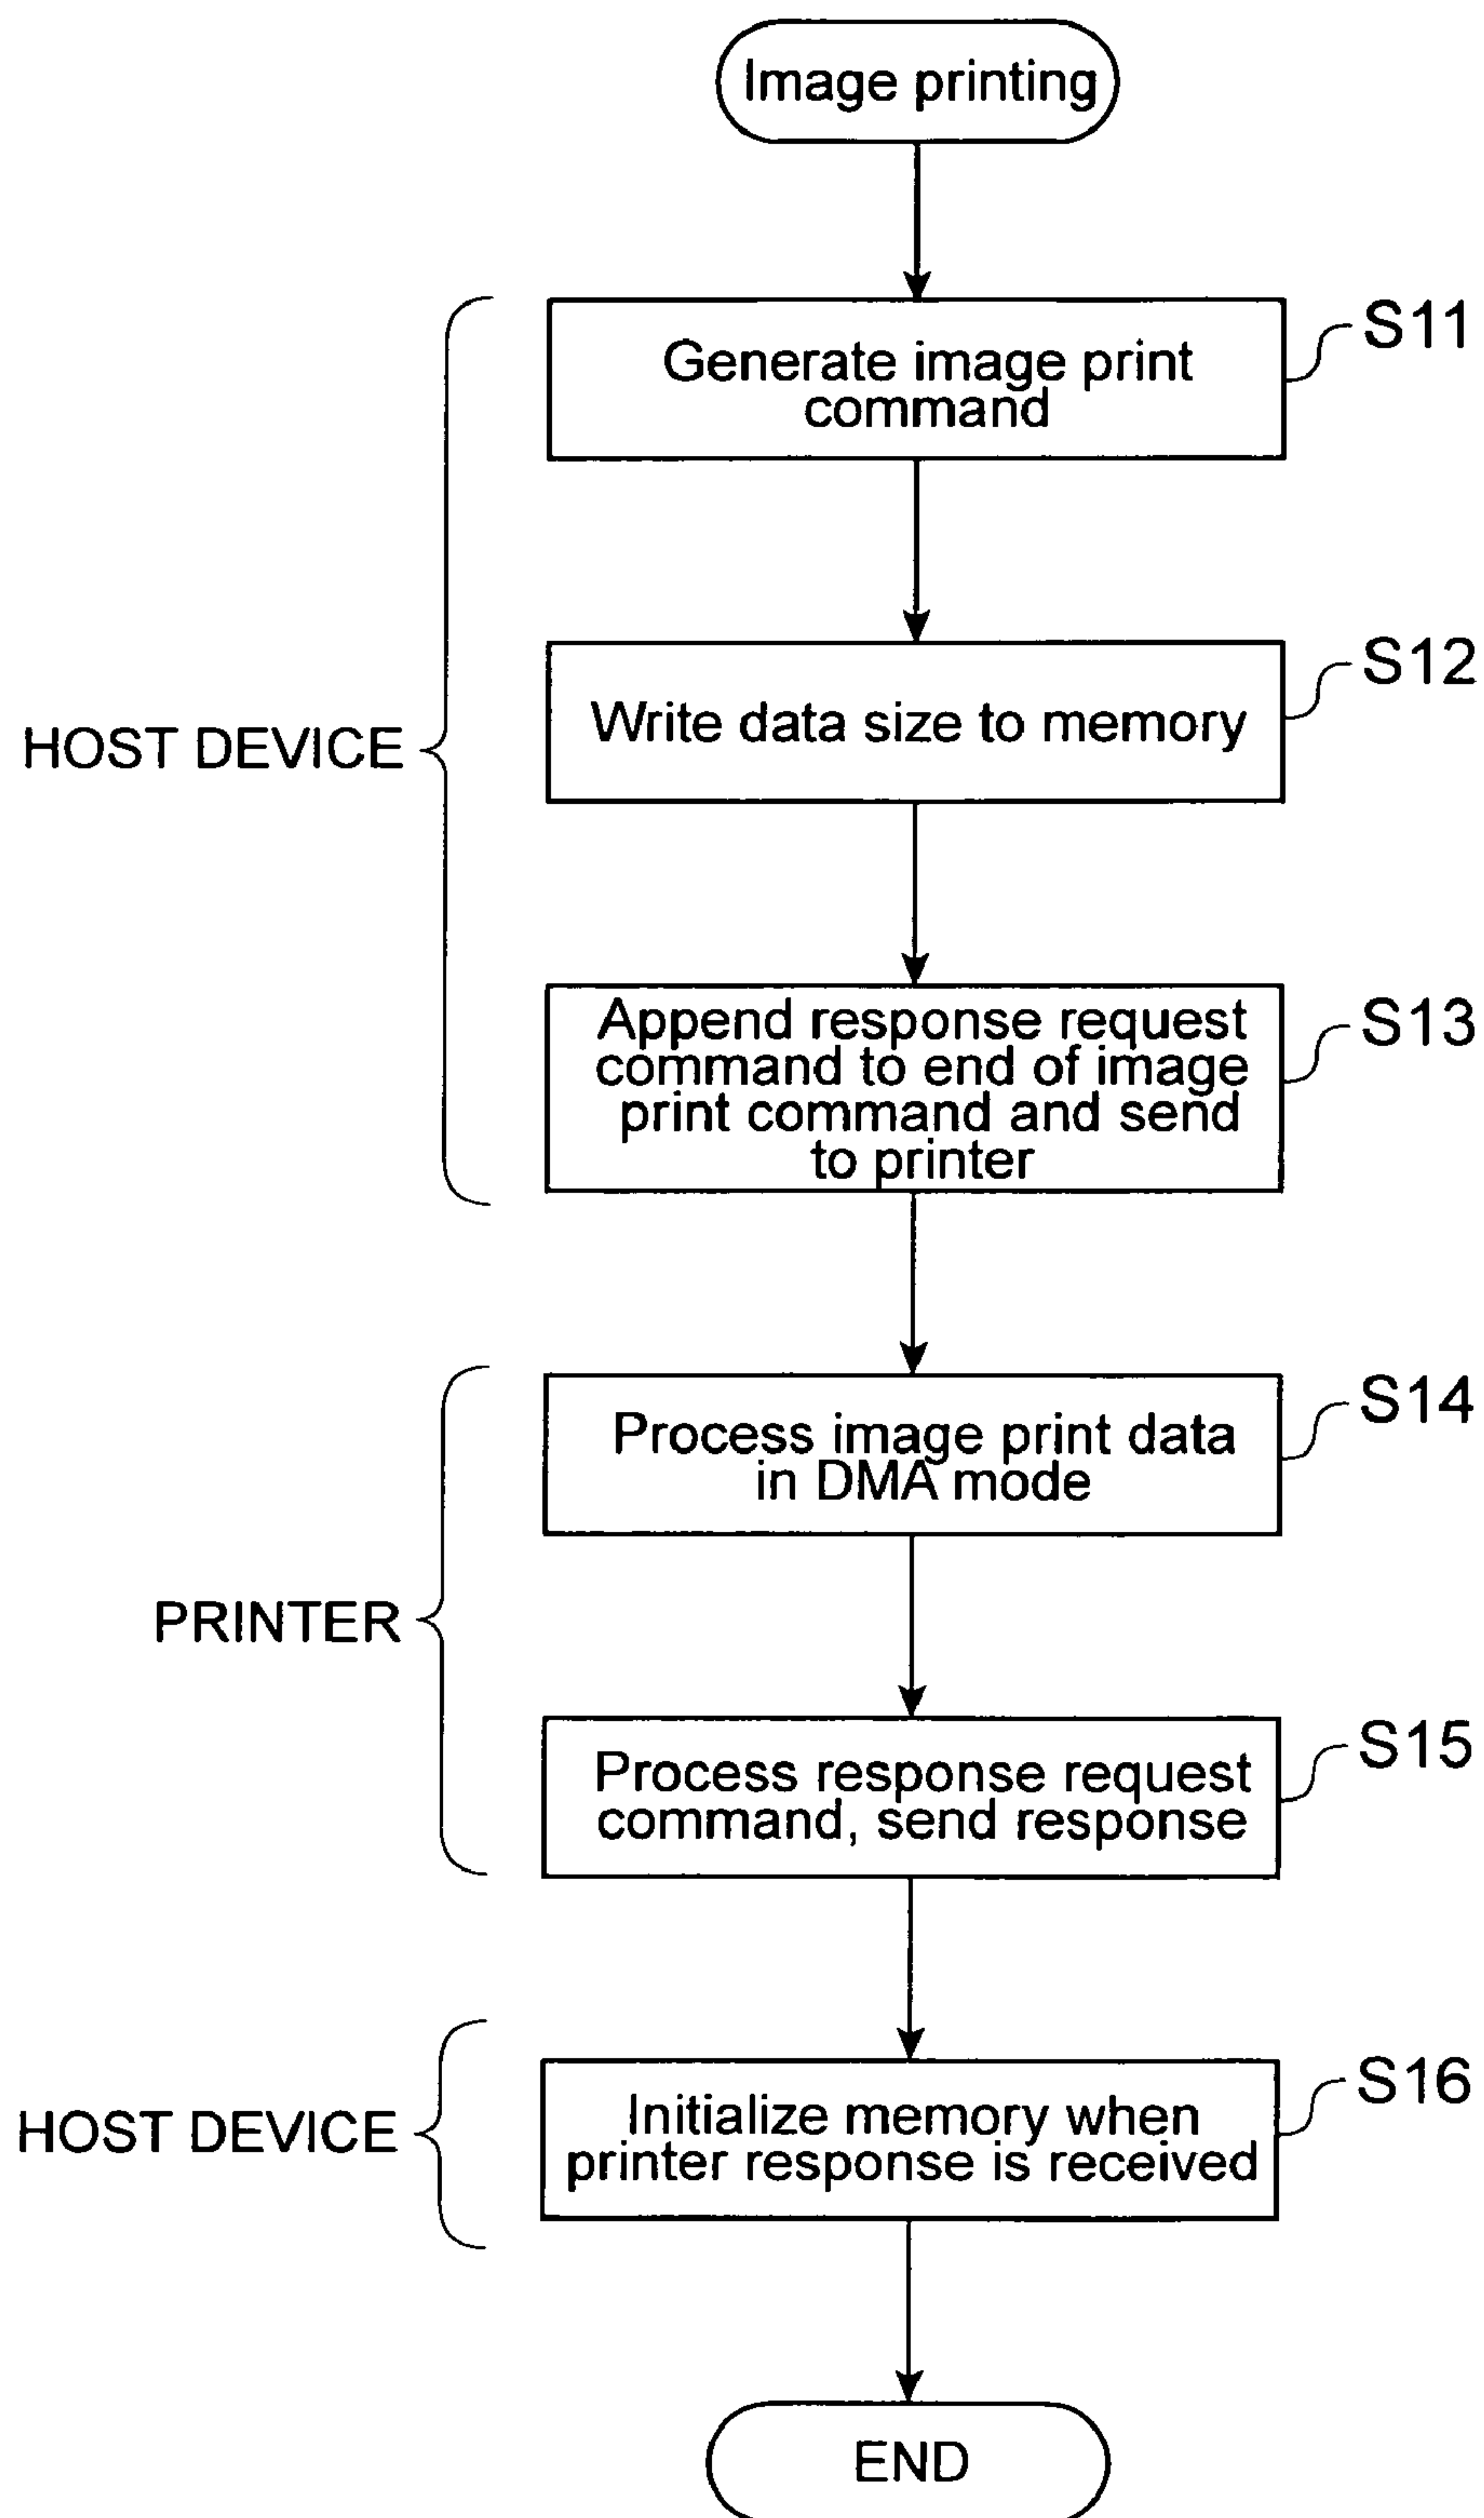 Image printing
S11
Generate image print
command
S12
Write data size to memory
HOST DEVICE
S13
Append response request
command to end of image
print command and send
to printer
S14
Process image print data
in DMA mode
PRINTER
S15
Process response request
command, send response
S16
Initialize memory when
printer response is received
HOST DEVICE
END